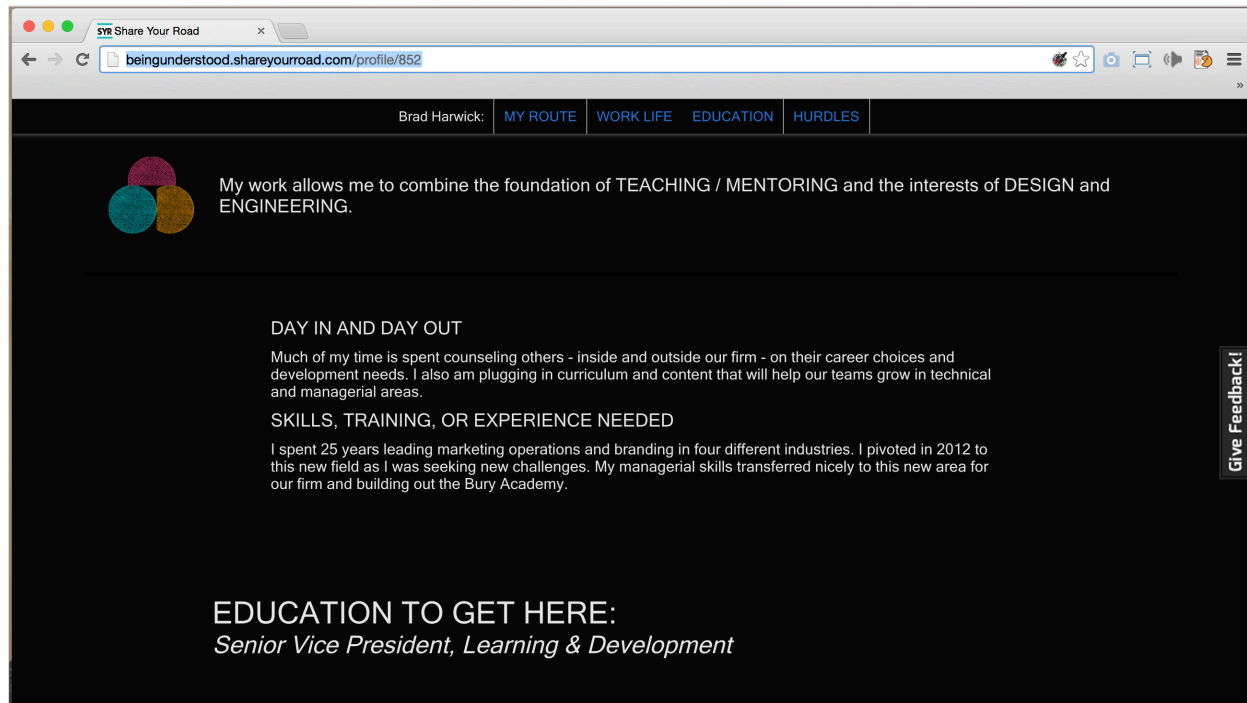 SYR Share Your Road
beingunderstood.shareyourroad.com/profile/852
»
Brad Harwick: MY ROUTE WORK LIFE EDUCATION HURDLES
My work allows me to combine the foundation of TEACHING / MENTORING and the interests of DESIGN and
ENGINEERING.
DAY IN AND DAY OUT
Much of my time is spent counseling others - inside and outside our firm - on their career choices and
development needs. I also am plugging in curriculum and content that will help our teams grow in technical
and managerial areas.
Give Feedback!
SKILLS, TRAINING, OR EXPERIENCE NEEDED
I spent 25 years leading marketing operations and branding in four different industries. I pivoted in 2012 to
this new field as I was seeking new challenges. My managerial skills transferred nicely to this new area for
our firm and building out the Bury Academy.
EDUCATION TO GET HERE:
Senior Vice President, Learning & Development